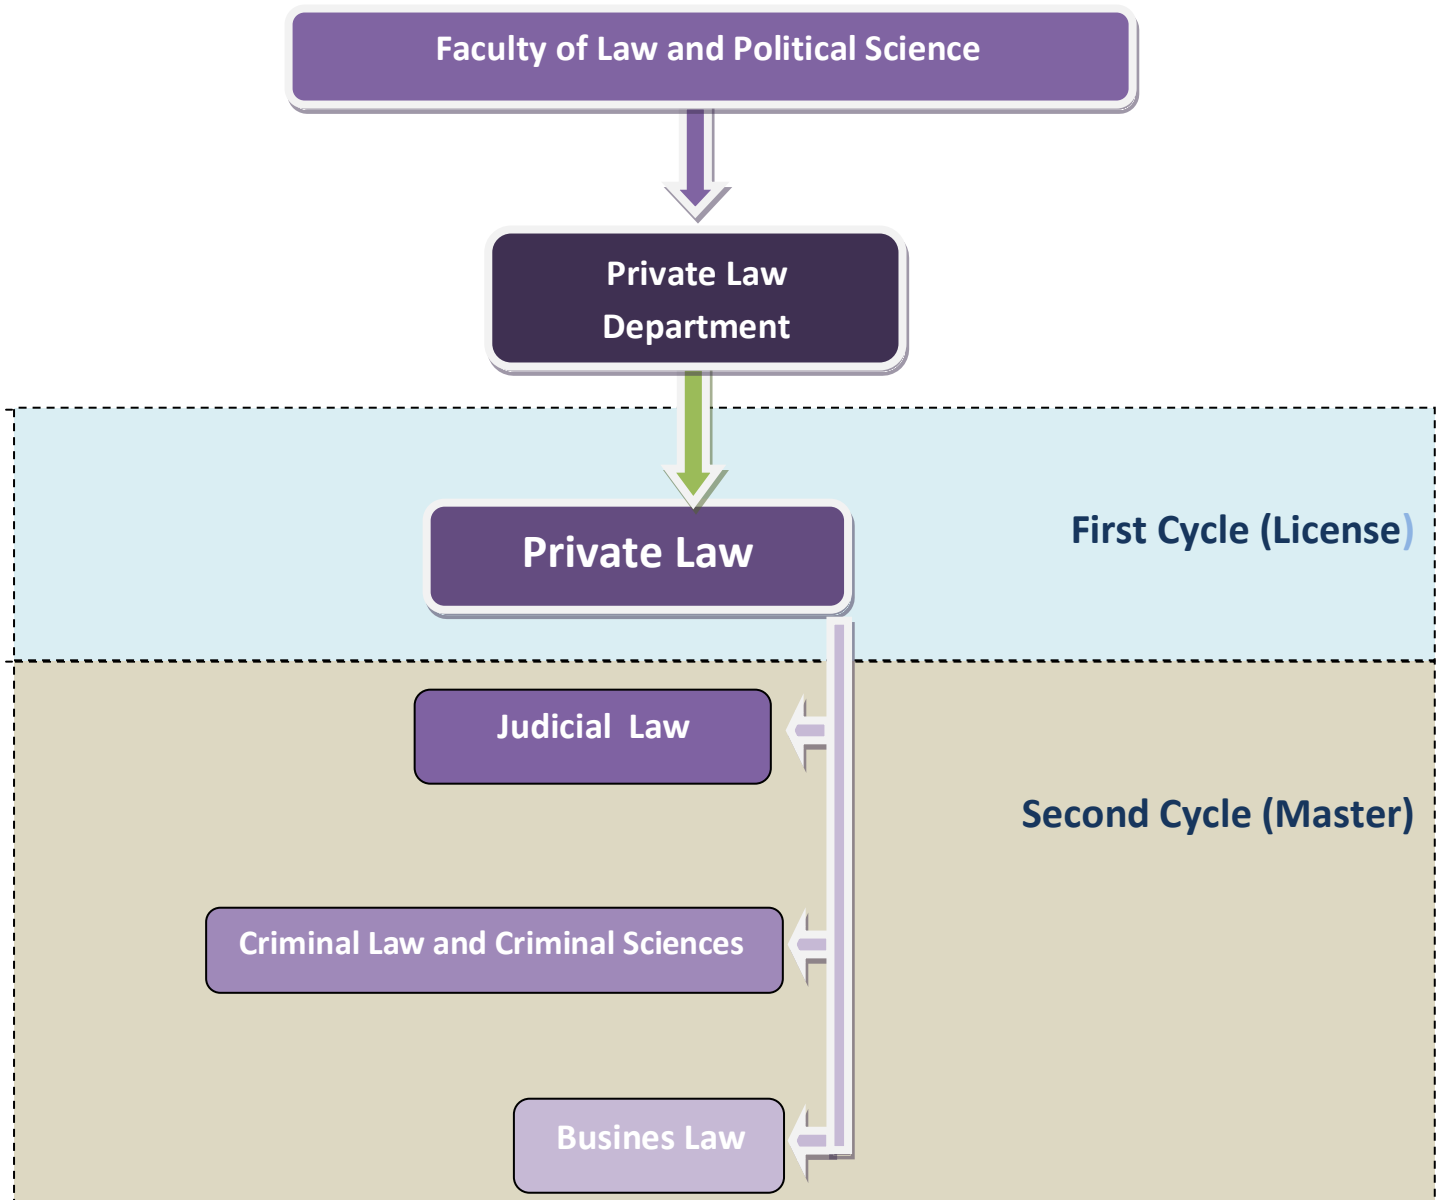 Faculty of Law and Political Science
Private Law
Department
First Cycle (License)
Private Law
Judicial Law
Second Cycle (Master)
Criminal Law and Criminal Sciences
Busines Law